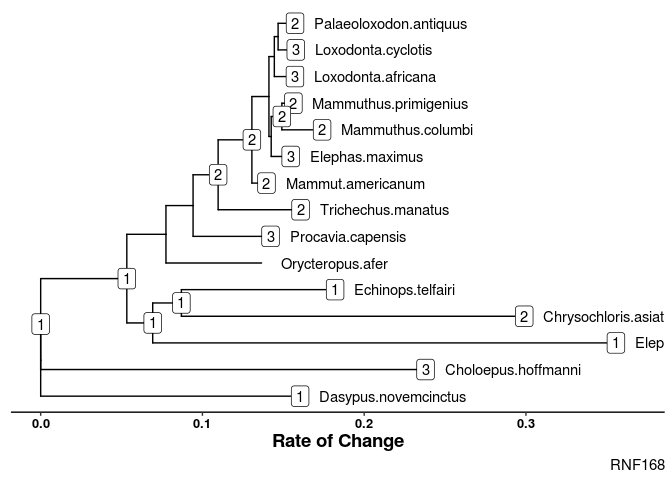 2 Palaeoloxodon.antiquus
3 Loxodonta.cyclotis
3 Loxodonta.africana
2 Mammuthus.primigenius
2
2 Mammuthus.columbi
2
3 Elephas.maximus
2
2 Mammut.americanum
2 Trichechus.manatus
3 Procavia.capensis
Orycteropus.afer
1
1 Echinops.telfairi
1
2 Chrysochloris.asiat
1
1
1 Elep
3 Choloepus.hoffmanni
1 Dasypus.novemcinctus
0.0 0.1 0.2 0.3
Rate of Change
RNF168